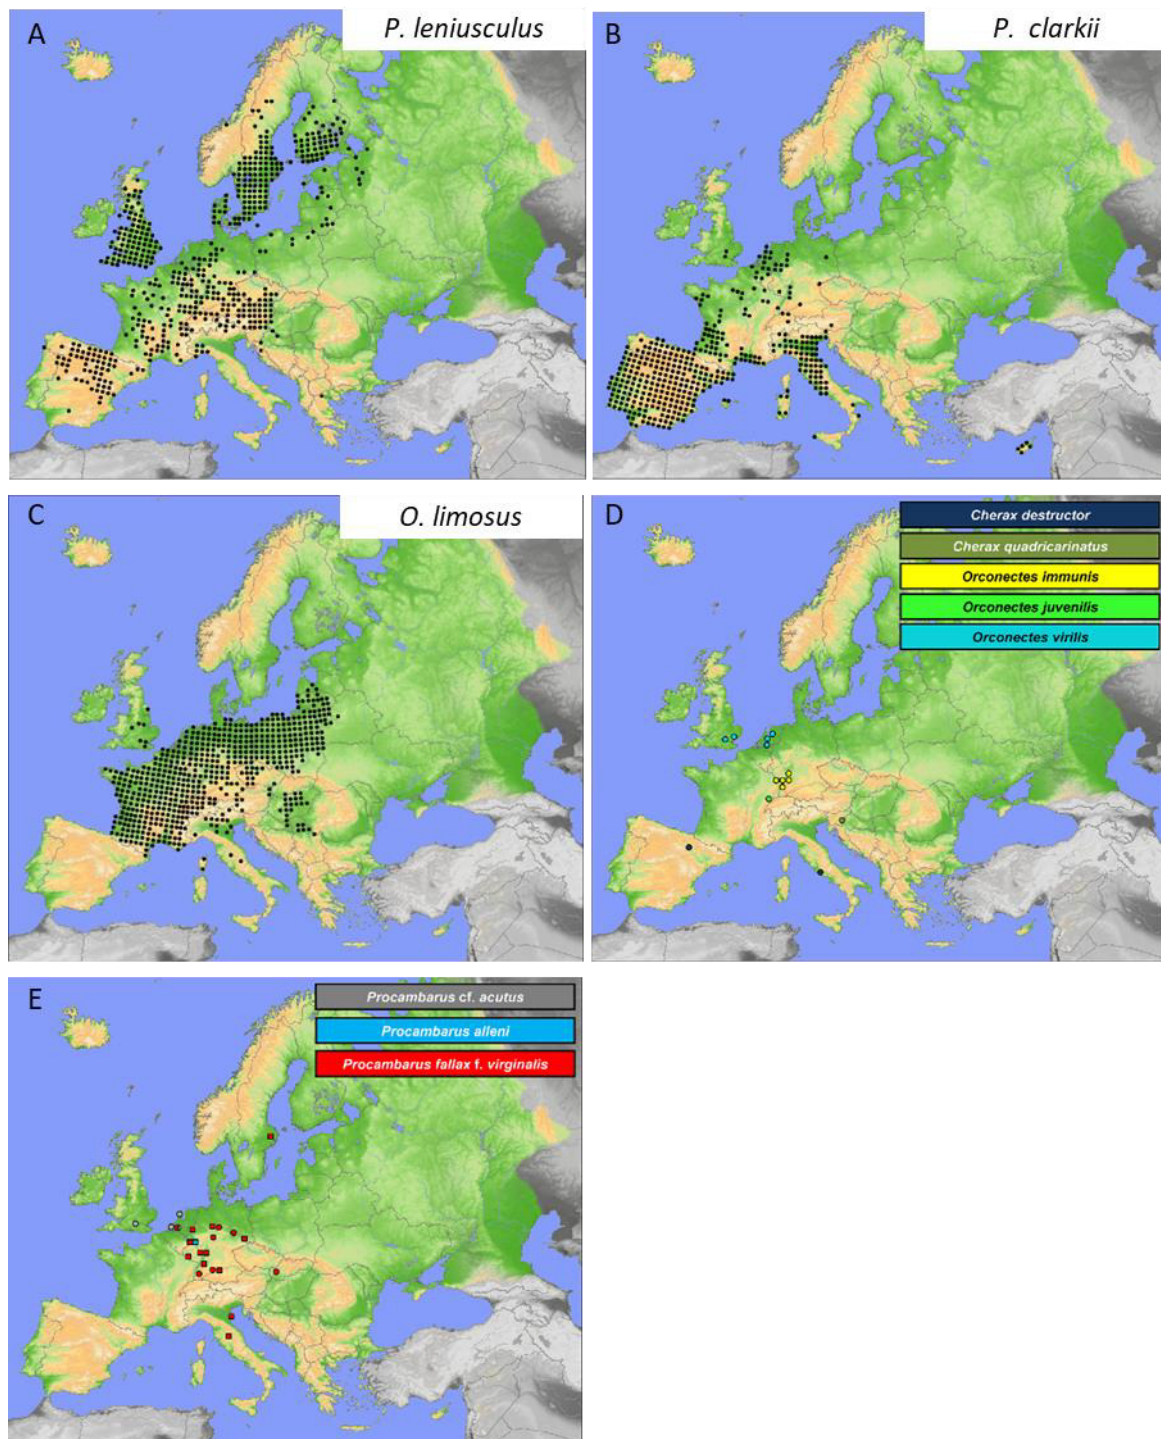 A
P. leniusculus
B
P. clarkii
C
O. limosus
D
Cherax destructor
Cherax quadricarinatus
Orconectes immunis
Orconectes juvenilis
Orconectes virilis
E
Procambarus cf. acutus
Procambarus alleni
Procambarus fallax f. virginalis